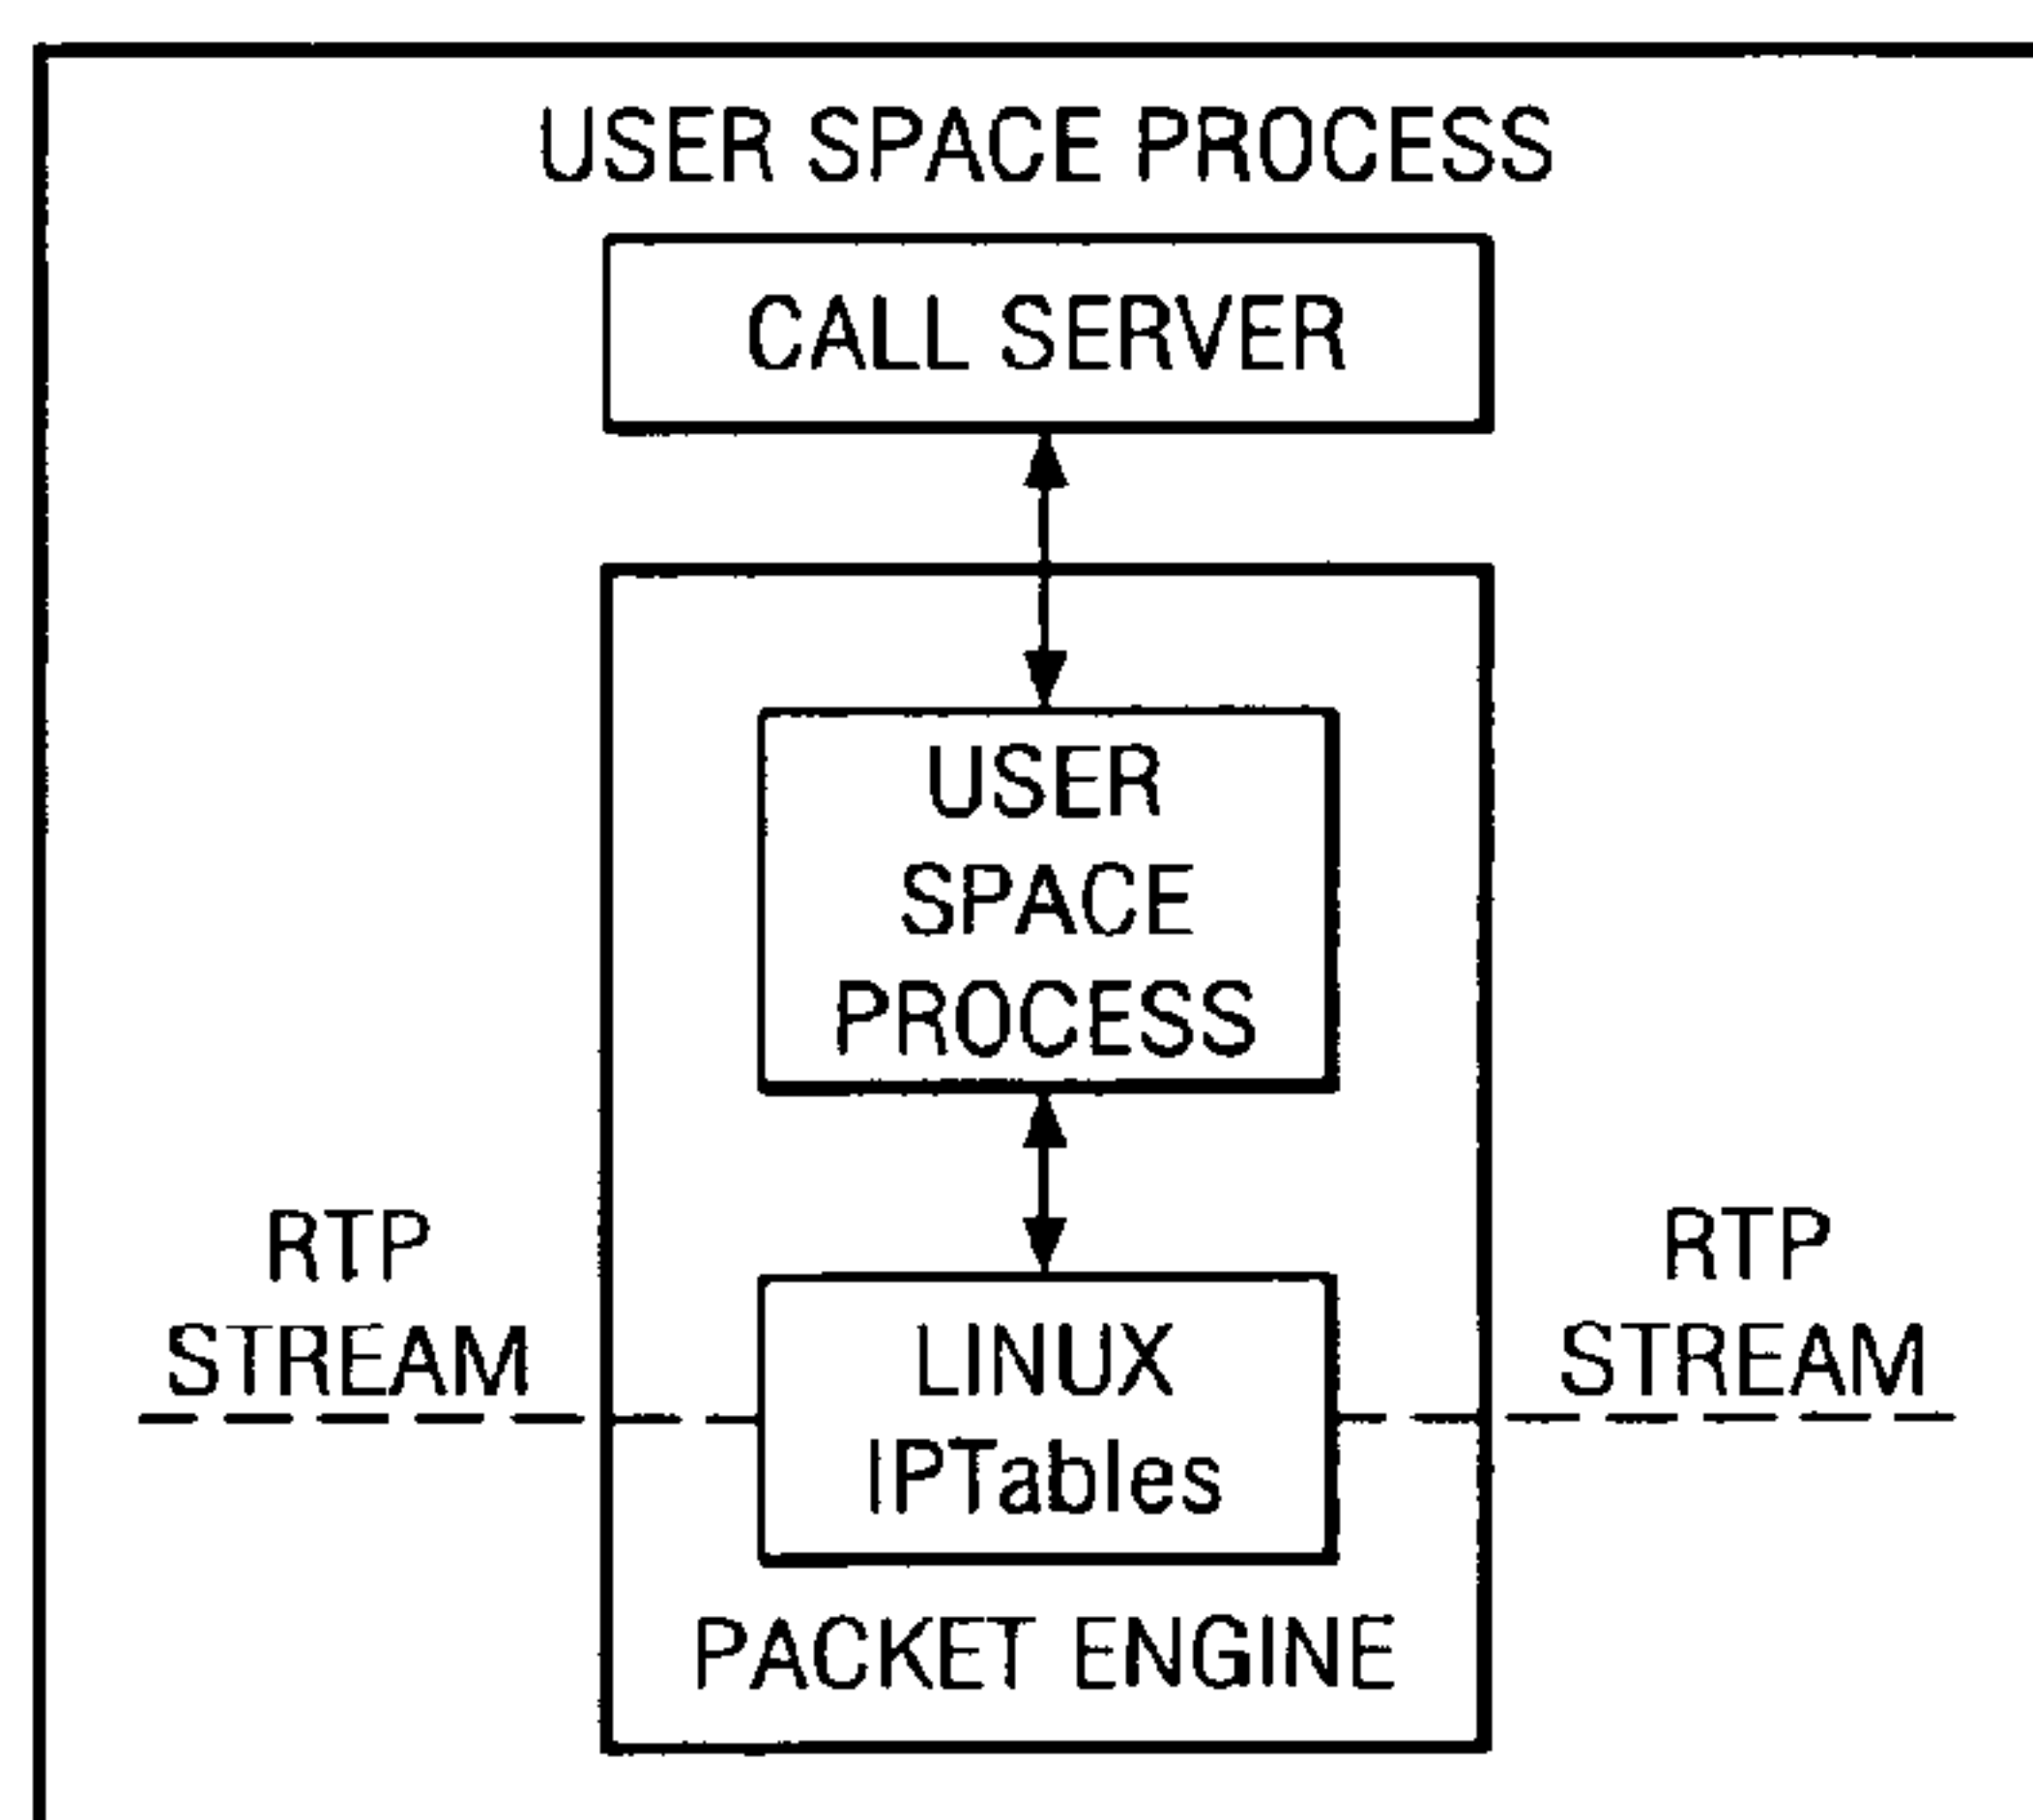 USER SPACE PROCESS
CALL SERVER
USER
SPACE
PROCESS
RTP
STREAM
RTP
STREAM
LINUX
IPTables
PACKET ENGINE